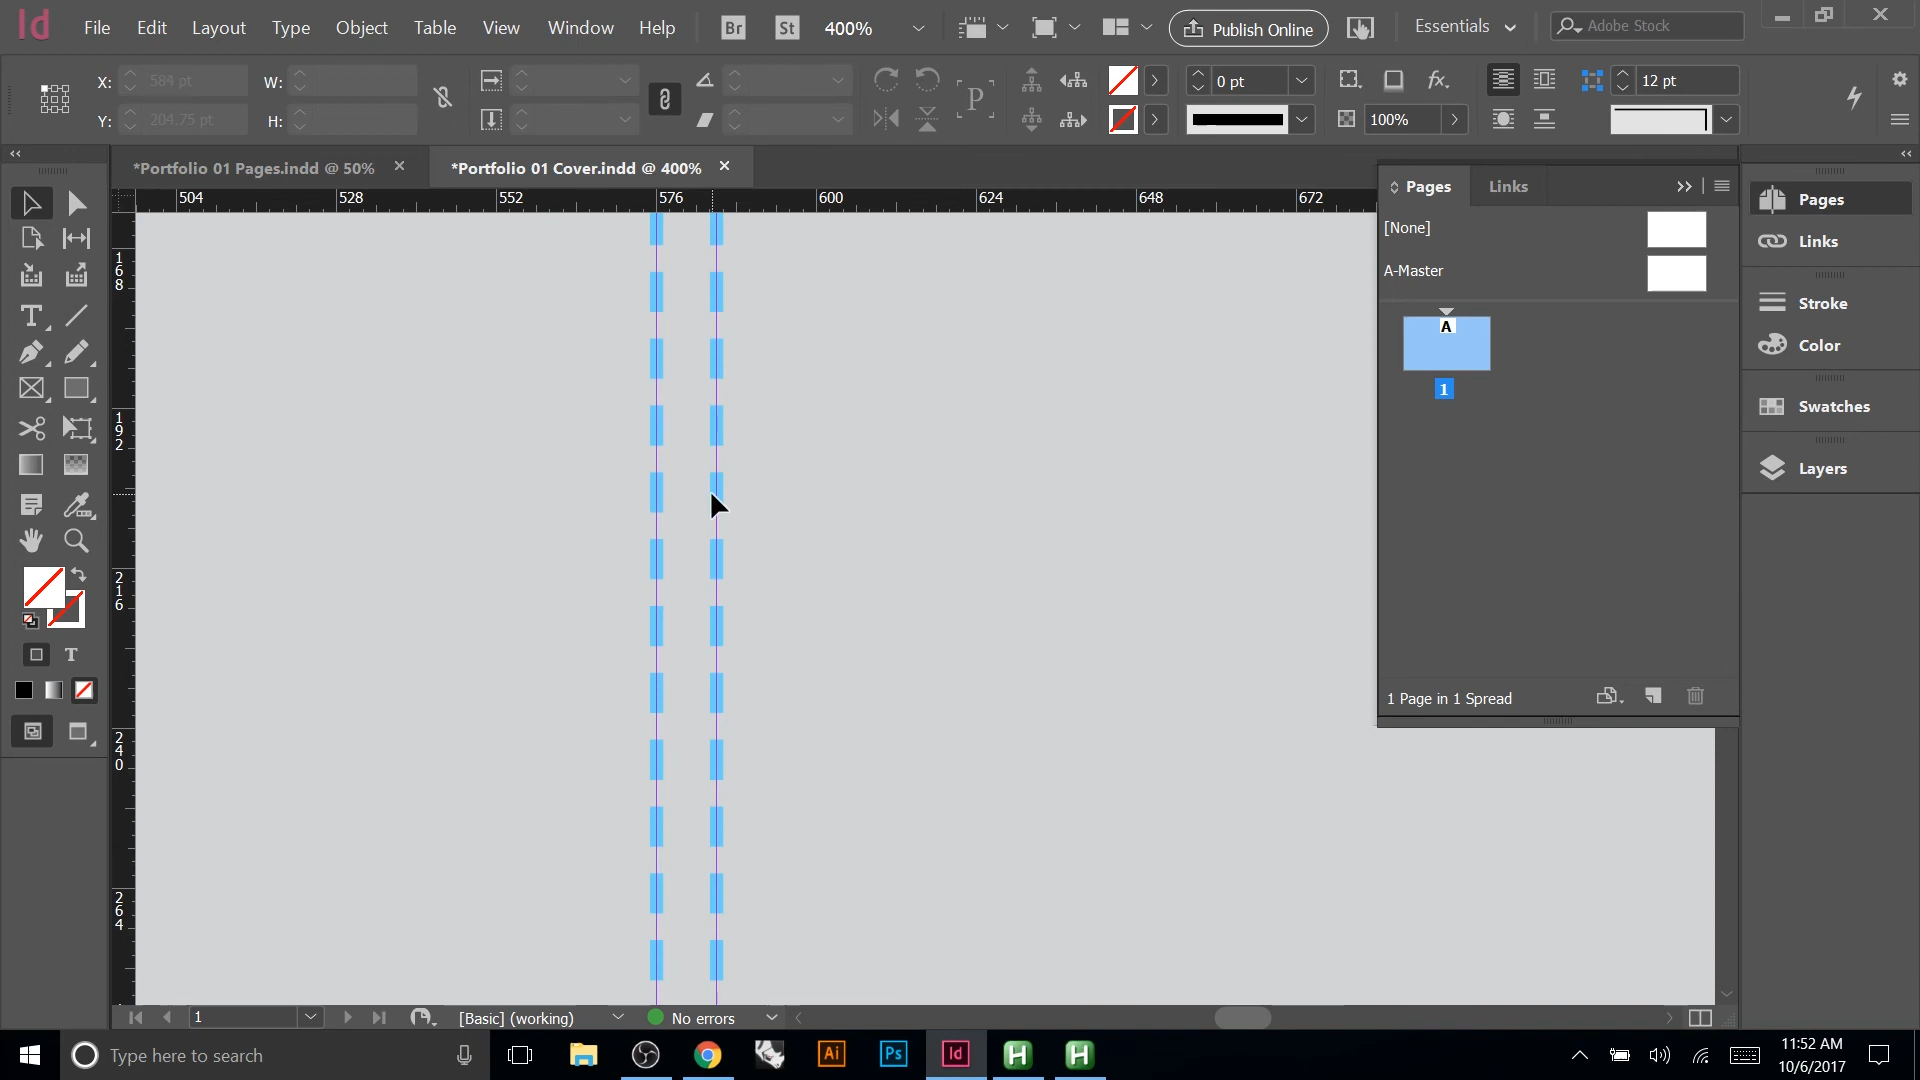 Id File Edit Layout Type Object Table View Window Help Br St 400% Publish Online Essentials Adobe Stock
X: 584 pt W: 0 pt fx. 12 pt
Y: 204.75 pt H: P 100%
*Portfolio 01 Pages.indd @ 50% *Portfolio 01 Cover.indd @ 400%
504 528 552 576 600 624 648 672
168
192
216
240
264
T
T
Pages Links
[None]
A-Master
A
1
1 Page in 1 Spread
Pages
Links
Stroke
Color
Swatches
Layers
1 [Basic] (working) No errors
Type here to search Ai Ps Id H H 11:52 AM
10/6/2017